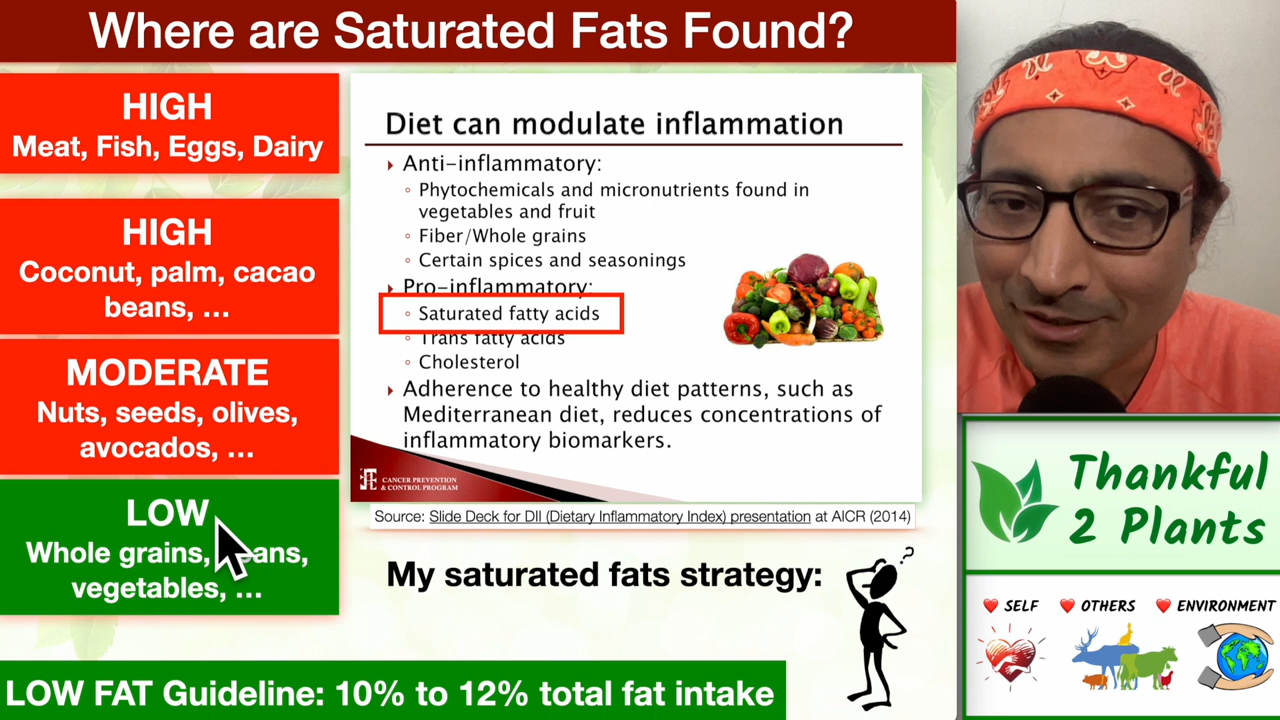 Where are Saturated Fats Found?
HIGH
Meat, Fish, Eggs, Dairy
HIGH
Coconut, palm, cacao
beans, ...
MODERATE
Nuts, seeds, olives,
avocados, ...
LOW
Whole grains,
vegetables, ...
Diet can modulate inflammation
Anti-inflammatory:
Phytochemicals and micronutrients found in
vegetables and fruit
Fiber/Whole grains
Certain spices and seasonings
Pro-inflammatory:
Saturated fatty acids
Trans fatty acids
Cholesterol
Adherence to healthy diet patterns, such as
Mediterranean diet, reduces concentrations of
inflammatory biomarkers.
CANCER PREVENTION
& CONTROL PROGRAM
Source: Slide Deck for DII (Dietary Inflammatory Index) presentation at AICR (2014)
My saturated fats strategy:
?
LOW FAT Guideline: 10% to 12% total fat intake
Thankful
2 Plants
SELF
OTHERS
ENVIRONMENT